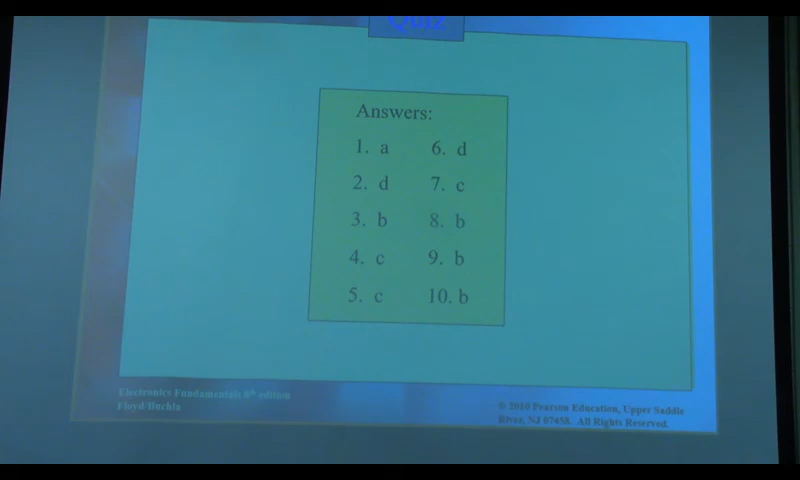 Quiz
Answers:
1. a 6. d
2. d 7. c
3. b 8. b
4. c 9. b
5. c 10. b
Electronics Fundamentals 8th edition
Floyd/Buchla
© 2010 Pearson Education, Upper Saddle
River, NJ 07458. All Rights Reserved.